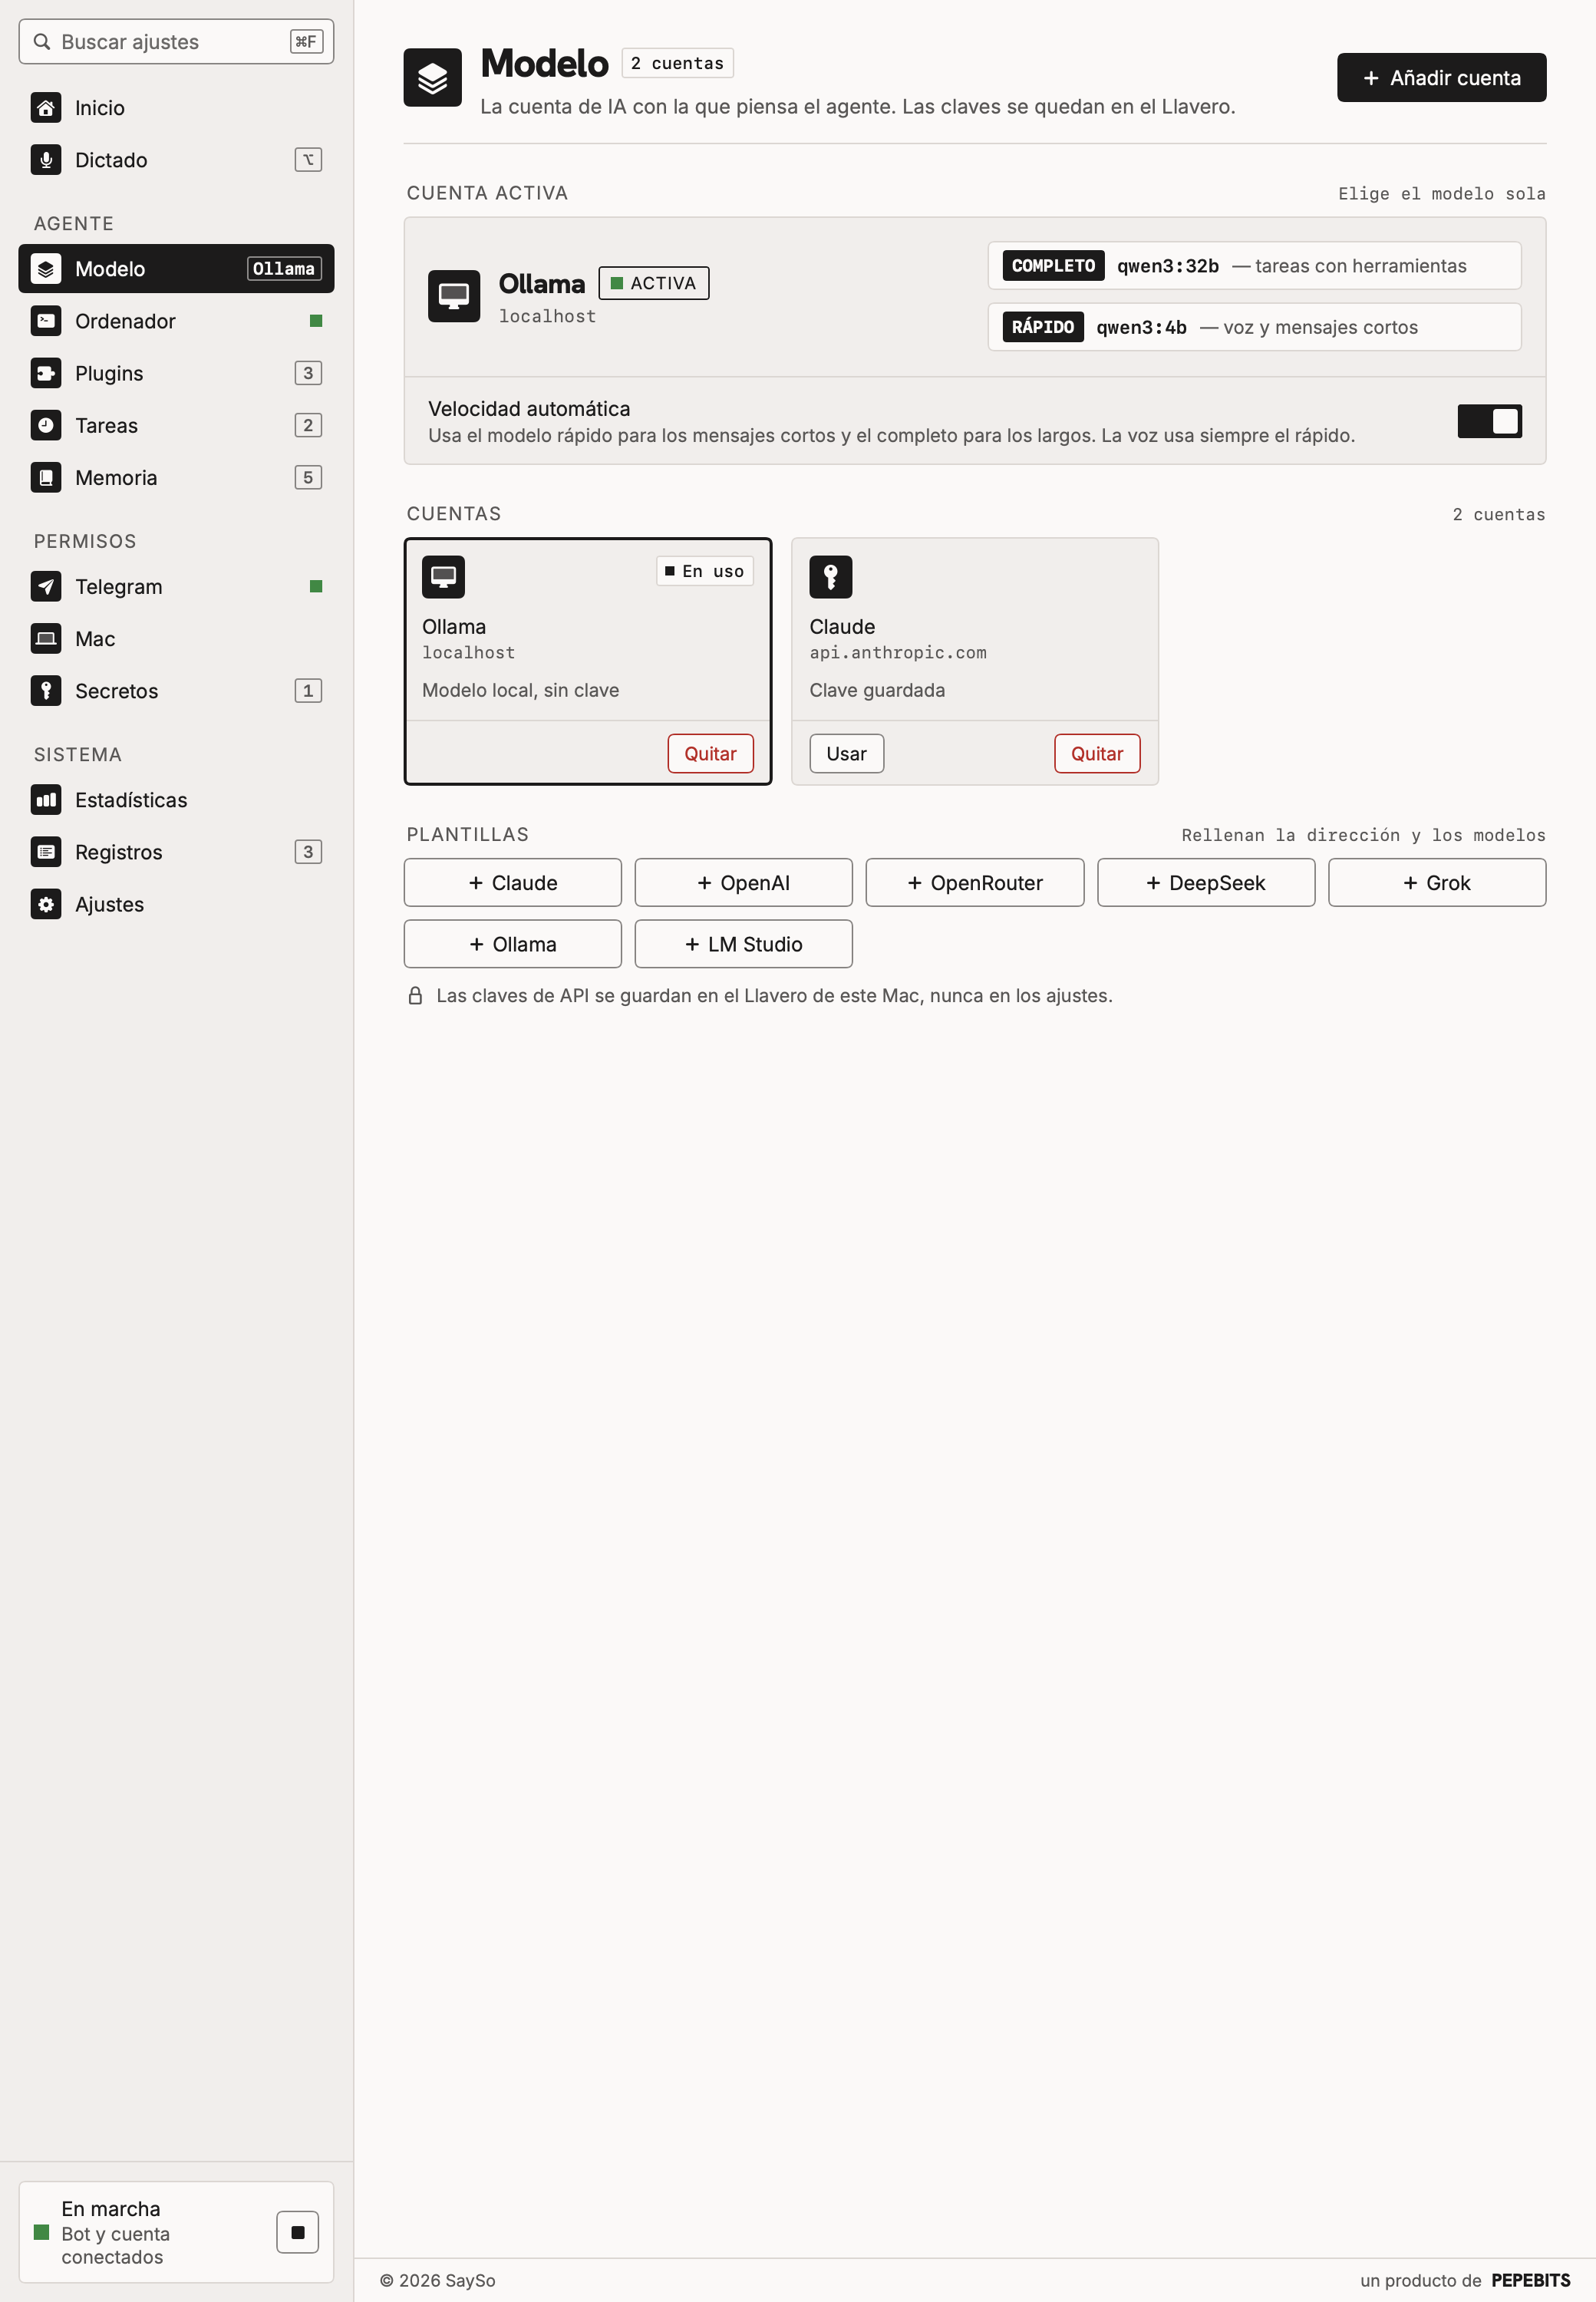 Buscar ajustes ⌘F
Inicio
Dictado ⌥
AGENTE
Modelo Ollama
Ordenador
Plugins 3
Tareas 2
Memoria 5
PERMISOS
Telegram
Mac
Secretos 1
SISTEMA
Estadísticas
Registros 3
Ajustes
En marcha
Bot y cuenta
conectados
Modelo 2 cuentas
La cuenta de IA con la que piensa el agente. Las claves se quedan en el Llavero.
+ Añadir cuenta
CUENTA ACTIVA Elige el modelo sola
Ollama ACTIVA
localhost
COMPLETO qwen3:32b — tareas con herramientas
RÁPIDO qwen3:4b — voz y mensajes cortos
Velocidad automática
Usa el modelo rápido para los mensajes cortos y el completo para los largos. La voz usa siempre el rápido.
CUENTAS 2 cuentas
En uso
Ollama
localhost
Modelo local, sin clave
Quitar
Claude
api.anthropic.com
Clave guardada
Usar Quitar
PLANTILLAS Rellenan la dirección y los modelos
+ Claude + OpenAI + OpenRouter + DeepSeek + Grok
+ Ollama + LM Studio
Las claves de API se guardan en el Llavero de este Mac, nunca en los ajustes.
© 2026 SaySo un producto de PEPEBITS